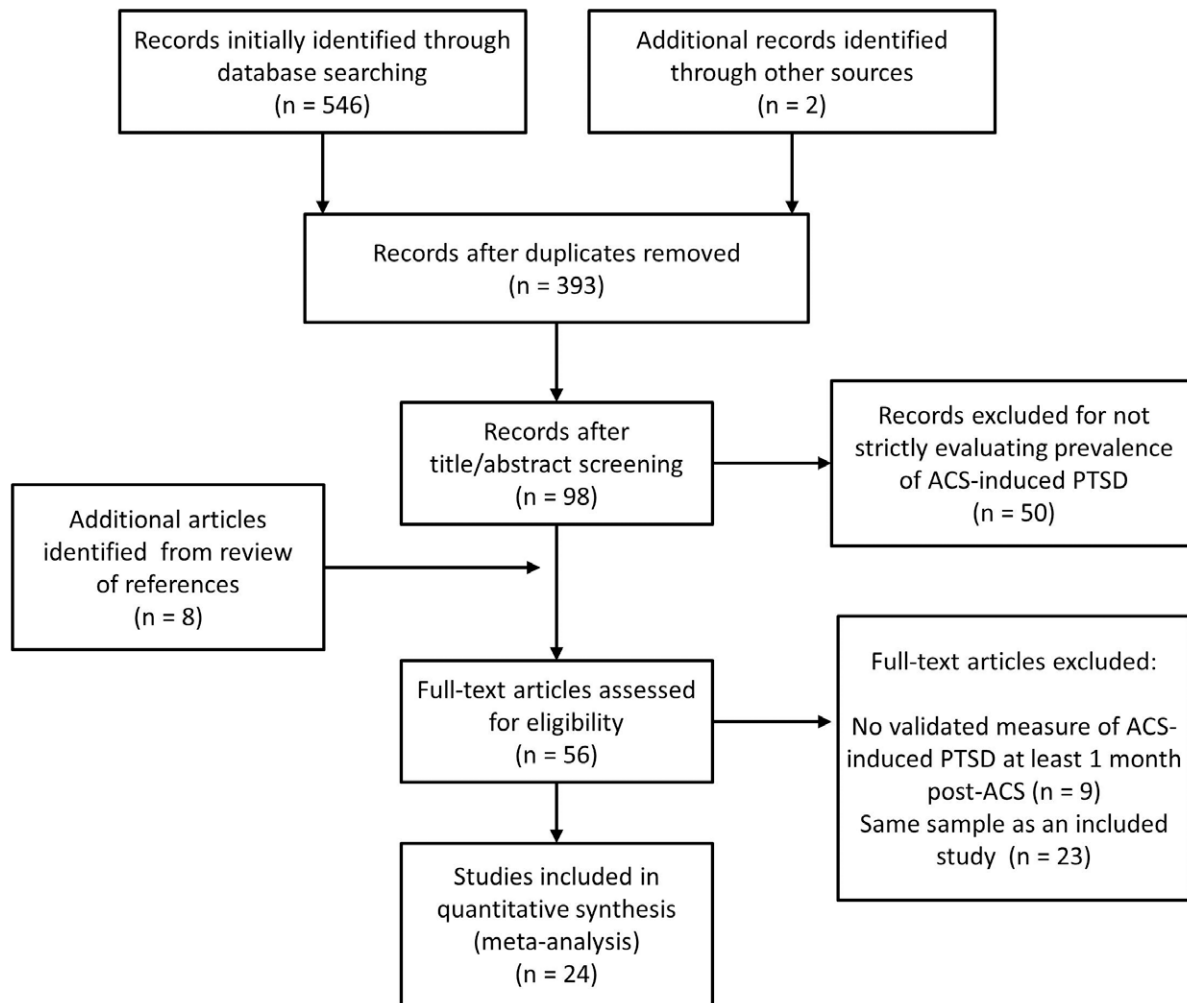 Records initially identified through
database searching
(n = 546)
Additional records identified
through other sources
(n = 2)
Records after duplicates removed
(n = 393)
Records after
title/abstract screening
(n = 98)
Records excluded for not
strictly evaluating prevalence
of ACS-induced PTSD
(n = 50)
Additional articles
identified from review
of references
(n = 8)
Full-text articles assessed
for eligibility
(n = 56)
Full-text articles excluded:
No validated measure of ACS-
induced PTSD at least 1 month
post-ACS (n = 9)
Same sample as an included
study (n = 23)
Studies included in
quantitative synthesis
(meta-analysis)
(n = 24)